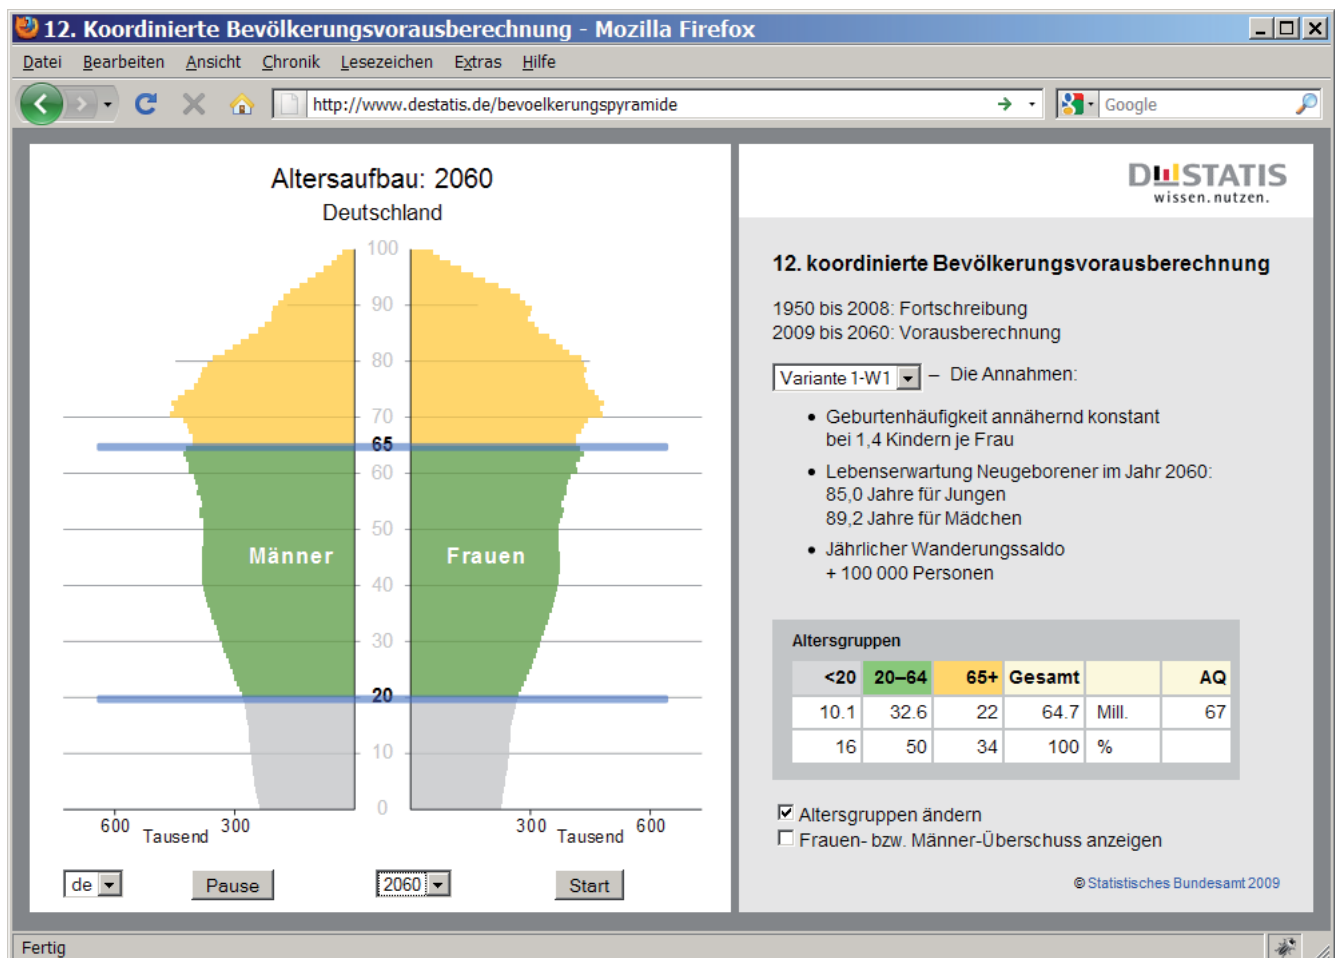 12. Koordinierte Bevölkerungsvorausberechnung - Mozilla Firefox
Datei Bearbeiten Ansicht Chronik Lesezeichen Extras Hilfe
http://www.destatis.de/bevoelkerungspyramide
Google
Altersaufbau: 2060
Deutschland
100
90
80
70
65
60
50
Männer
Frauen
40
30
20
10
0
600 Tausend 300
300 Tausend 600
de Pause 2060 Start
DESTATIS
wissen.nutzen.
12. koordinierte Bevölkerungsvorausberechnung
1950 bis 2008: Fortschreibung
2009 bis 2060: Vorausberechnung
Variante 1-W1 – Die Annahmen:
• Geburtenhäufigkeit annähernd konstant
bei 1,4 Kindern je Frau
• Lebenserwartung Neugeborener im Jahr 2060:
85,0 Jahre für Jungen
89,2 Jahre für Mädchen
• Jährlicher Wanderungssaldo
+ 100 000 Personen
Altersgruppen
<20 20–64 65+ Gesamt AQ
10.1 32.6 22 64.7 Mill. 67
16 50 34 100 %
Altersgruppen ändern
Frauen- bzw. Männer-Überschuss anzeigen
© Statistisches Bundesamt 2009
Fertig